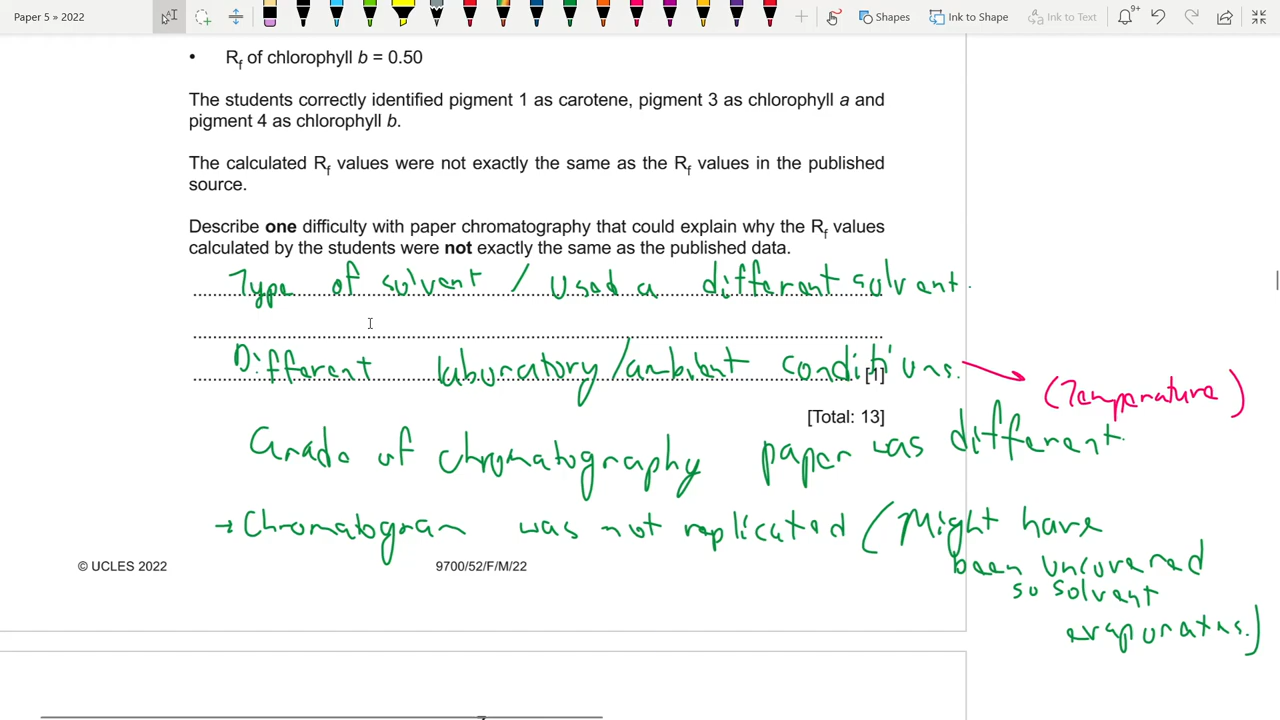 Paper 5 » 2022
Shapes
Ink to Shape
Ink to Text
9+
• Rf of chlorophyll b = 0.50
The students correctly identified pigment 1 as carotene, pigment 3 as chlorophyll a and
pigment 4 as chlorophyll b.
The calculated Rf values were not exactly the same as the Rf values in the published
source.
Describe one difficulty with paper chromatography that could explain why the Rf values
calculated by the students were not exactly the same as the published data.
Type of solvent / Used a different solvent.
Different laboratory/ambient conditions.
[1]
(Temperature)
[Total: 13]
Grade of chromatography paper was different.
→ Chromatogram was not replicated (Might have
been uncovered
so solvent
evaporates.)
© UCLES 2022
9700/52/F/M/22